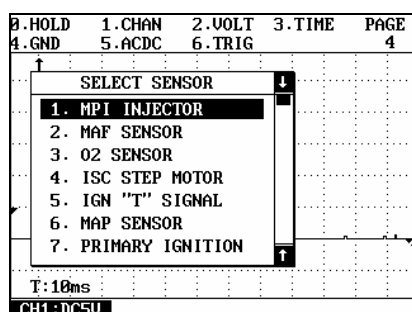 0.HOLD 1.CHAN 2.VOLT 3.TIME PAGE
4.GND 5.ACDC 6.TRIG 4
SELECT SENSOR
1. MPI INJECTOR
2. MAF SENSOR
3. O2 SENSOR
4. ISC STEP MOTOR
5. IGN "T" SIGNAL
6. MAP SENSOR
7. PRIMARY IGNITION
T:10ms
CH1:DC5V